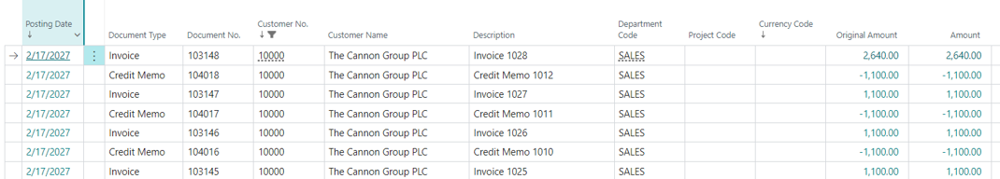 Posting Date Document Type Document No. Customer No. Customer Name Description Department Code Project Code Currency Code Original Amount Amount
2/17/2027 Invoice 103148 10000 The Cannon Group PLC Invoice 1028 SALES 2,640.00 2,640.00
2/17/2027 Credit Memo 104018 10000 The Cannon Group PLC Credit Memo 1012 SALES -1,100.00 -1,100.00
2/17/2027 Invoice 103147 10000 The Cannon Group PLC Invoice 1027 SALES 1,100.00 1,100.00
2/17/2027 Credit Memo 104017 10000 The Cannon Group PLC Credit Memo 1011 SALES -1,100.00 -1,100.00
2/17/2027 Invoice 103146 10000 The Cannon Group PLC Invoice 1026 SALES 1,100.00 1,100.00
2/17/2027 Credit Memo 104016 10000 The Cannon Group PLC Credit Memo 1010 SALES -1,100.00 -1,100.00
2/17/2027 Invoice 103145 10000 The Cannon Group PLC Invoice 1025 SALES 1,100.00 1,100.00